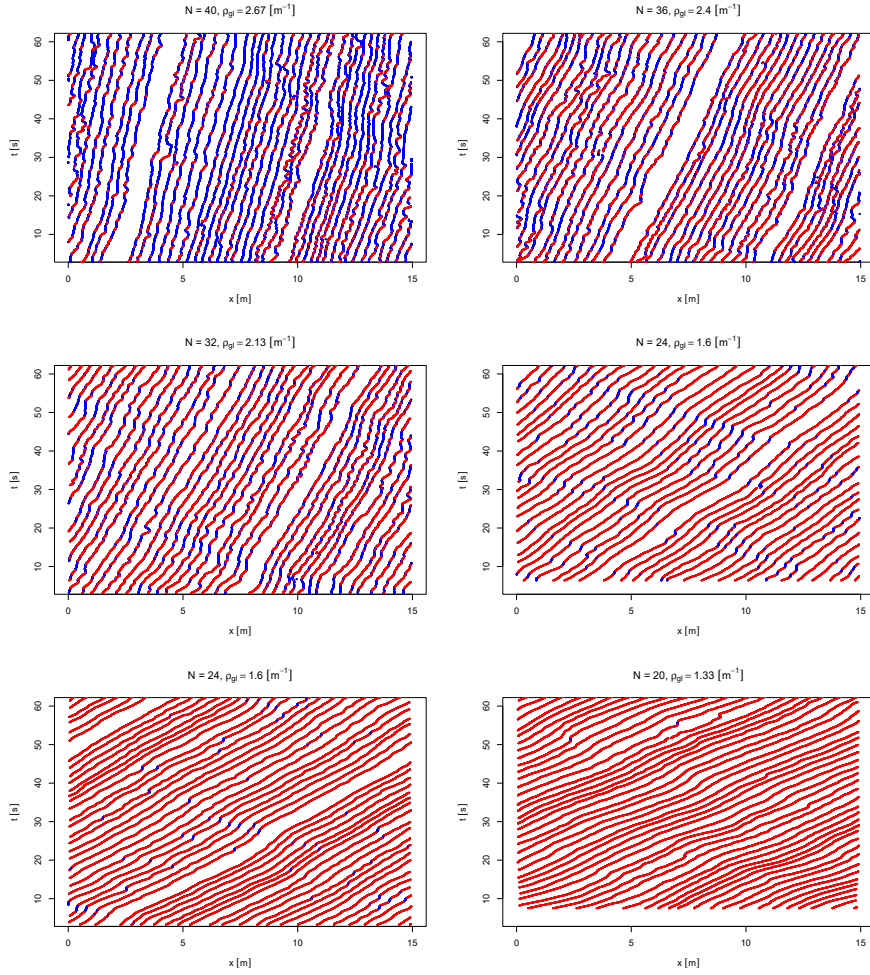 N = 40, ρgl = 2.67 [m−1]
t [s]
60
50
40
30
20
10
0 5 10 15
x [m]
N = 36, ρgl = 2.4 [m−1]
t [s]
60
50
40
30
20
10
0 5 10 15
x [m]
N = 32, ρgl = 2.13 [m−1]
t [s]
60
50
40
30
20
10
0 5 10 15
x [m]
N = 24, ρgl = 1.6 [m−1]
t [s]
60
50
40
30
20
10
0 5 10 15
x [m]
N = 24, ρgl = 1.6 [m−1]
t [s]
60
50
40
30
20
10
0 5 10 15
x [m]
N = 20, ρgl = 1.33 [m−1]
t [s]
60
50
40
30
20
10
0 5 10 15
x [m]